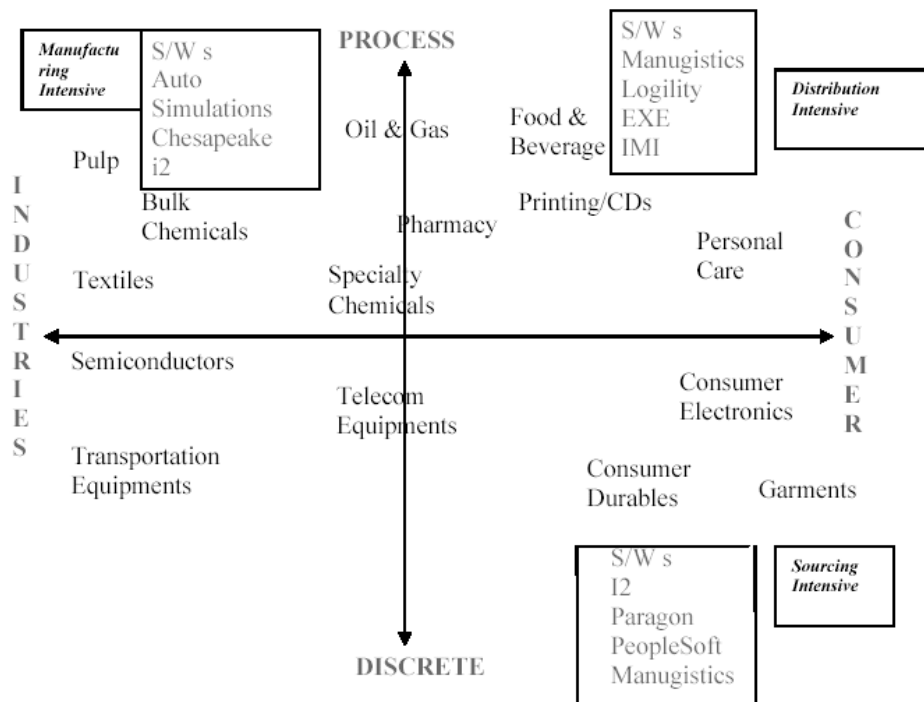 Manufactu
ring
Intensive
S/W s
Auto
Simulations
Chesapeake
i2
PROCESS
S/W s
Manugistics
Logility
EXE
IMI
Distribution
Intensive
Oil & Gas
Food &
Beverage
Pulp
Bulk
Chemicals
Printing/CDs
Pharmacy
Personal
Care
Textiles
Specialty
Chemicals
INDUSTRIES
CONSUMER
Semiconductors
Telecom
Equipments
Consumer
Electronics
Transportation
Equipments
Consumer
Durables
Garments
S/W s
I2
Paragon
PeopleSoft
Manugistics
Sourcing
Intensive
DISCRETE